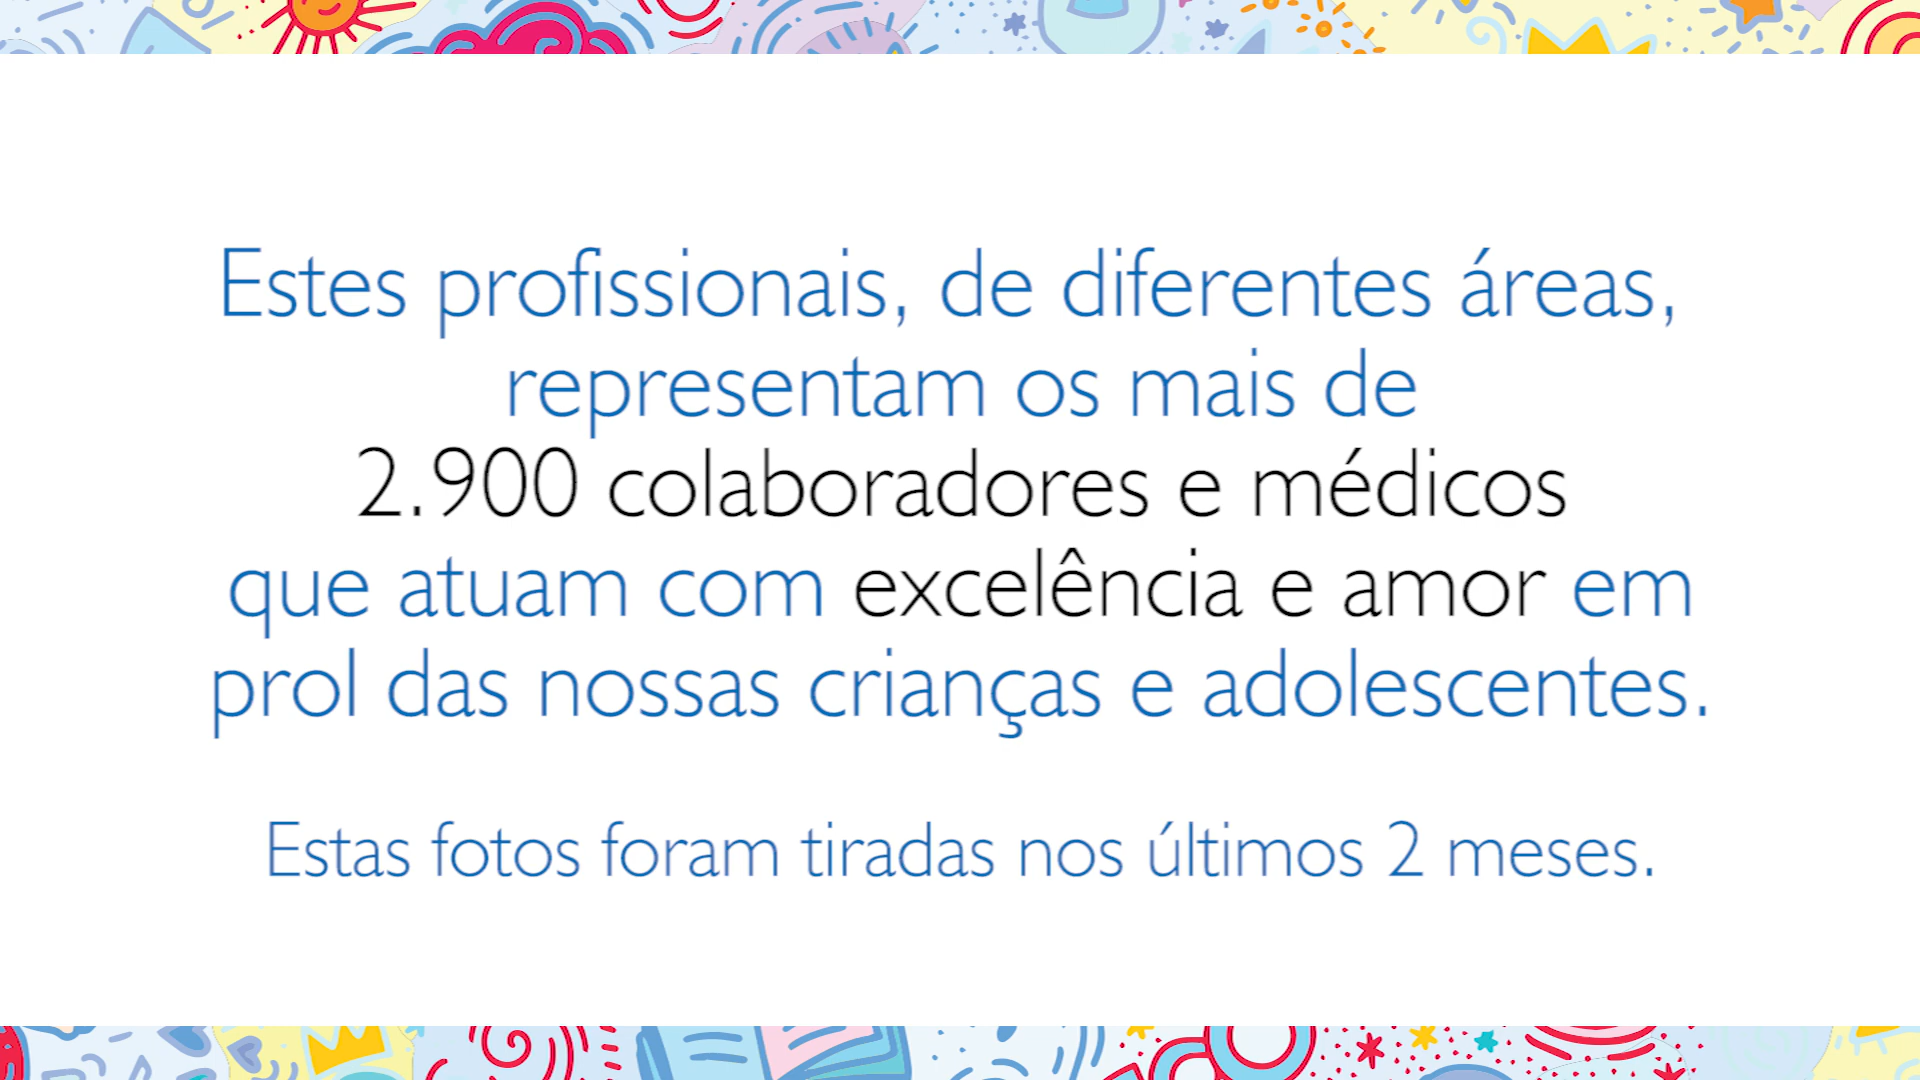 Estes profissionais, de diferentes áreas,
representam os mais de
2.900 colaboradores e médicos
que atuam com excelência e amor em
prol das nossas crianças e adolescentes.
Estas fotos foram tiradas nos últimos 2 meses.